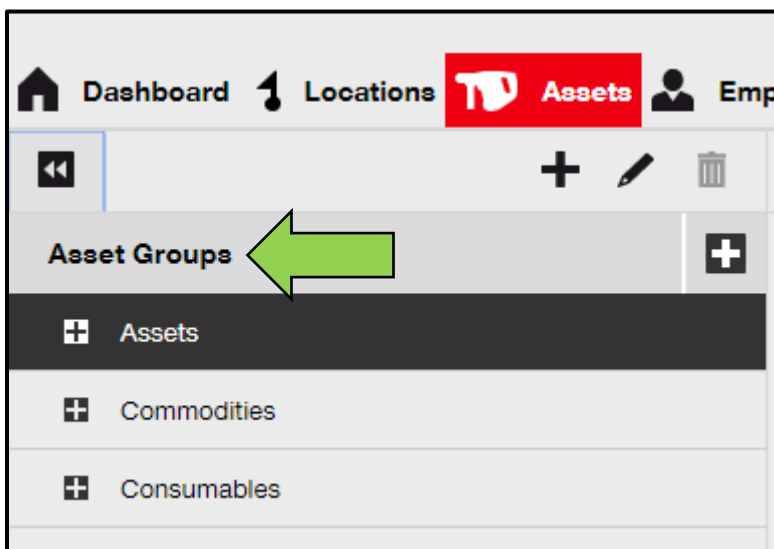 Dashboard Locations Assets Emp
Asset Groups
Assets
Commodities
Consumables